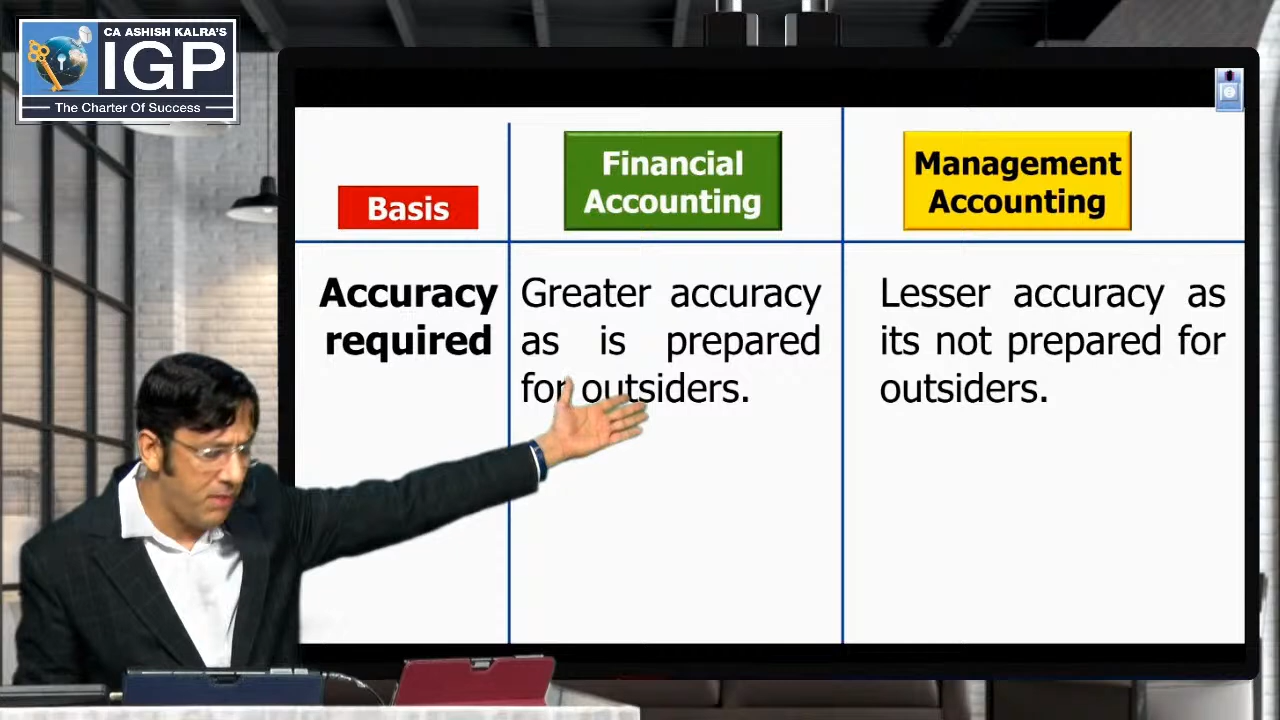 CA ASHISH KALRA'S
IGP
The Charter Of Success
Basis
Financial
Accounting
Management
Accounting
Accuracy
required
Greater accuracy
as is prepared
for outsiders.
Lesser accuracy as
its not prepared for
outsiders.